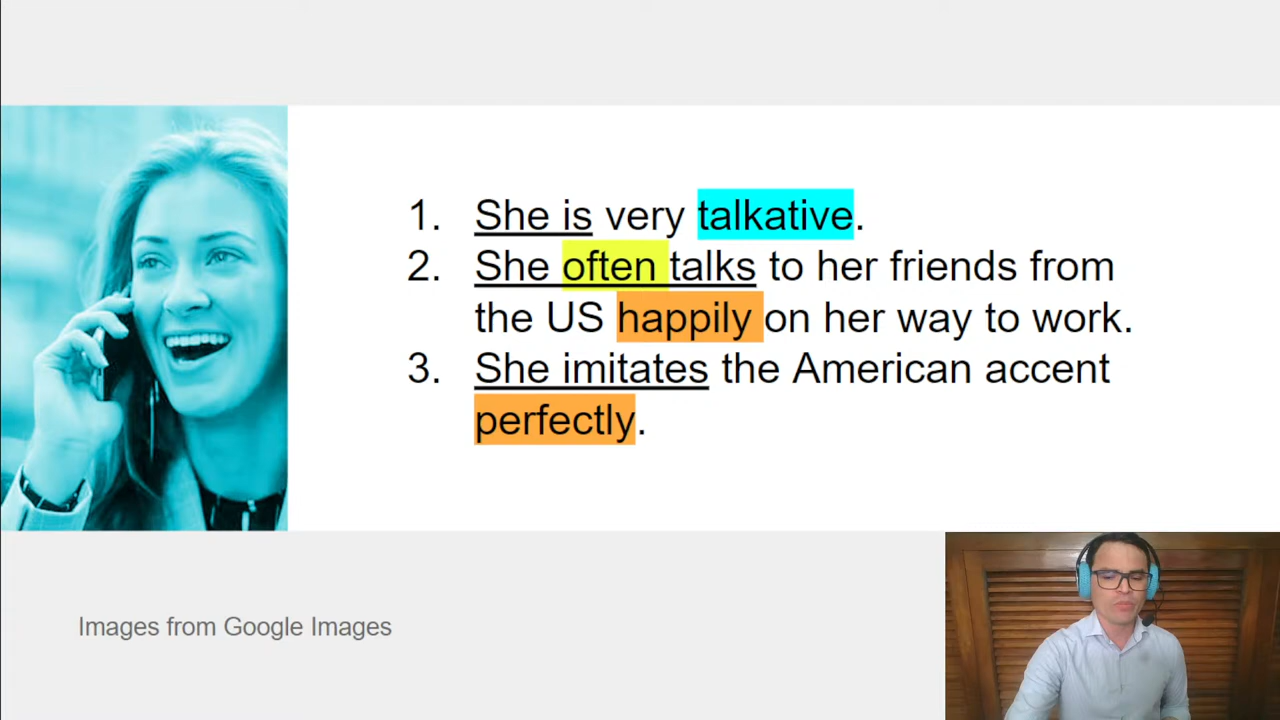 1. She is very talkative.
2. She often talks to her friends from
the US happily on her way to work.
3. She imitates the American accent
perfectly.
Images from Google Images